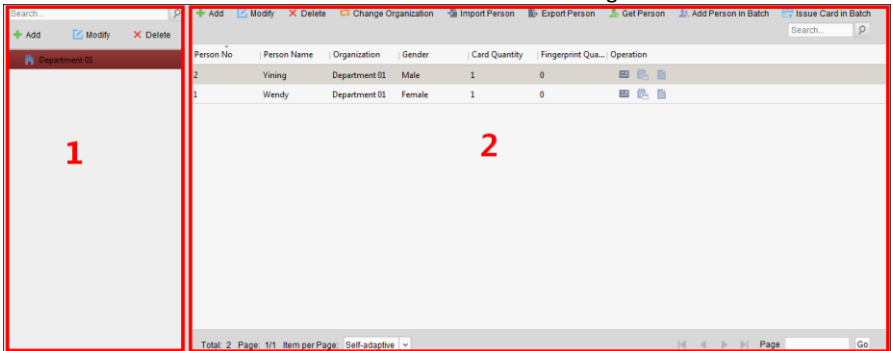 Search...
Add Modify Delete
Department 01
1
Add Modify Delete Change Organization Import Person Export Person Get Person Add Person in Batch Issue Card in Batch
Search...
Person No Person Name Organization Gender Card Quantity Fingerprint Qua... Operation
2 Yining Department 01 Male 1 0
1 Wendy Department 01 Female 1 0
2
Total: 2 Page: 1/1 Item per Page: Self-adaptive Page Go